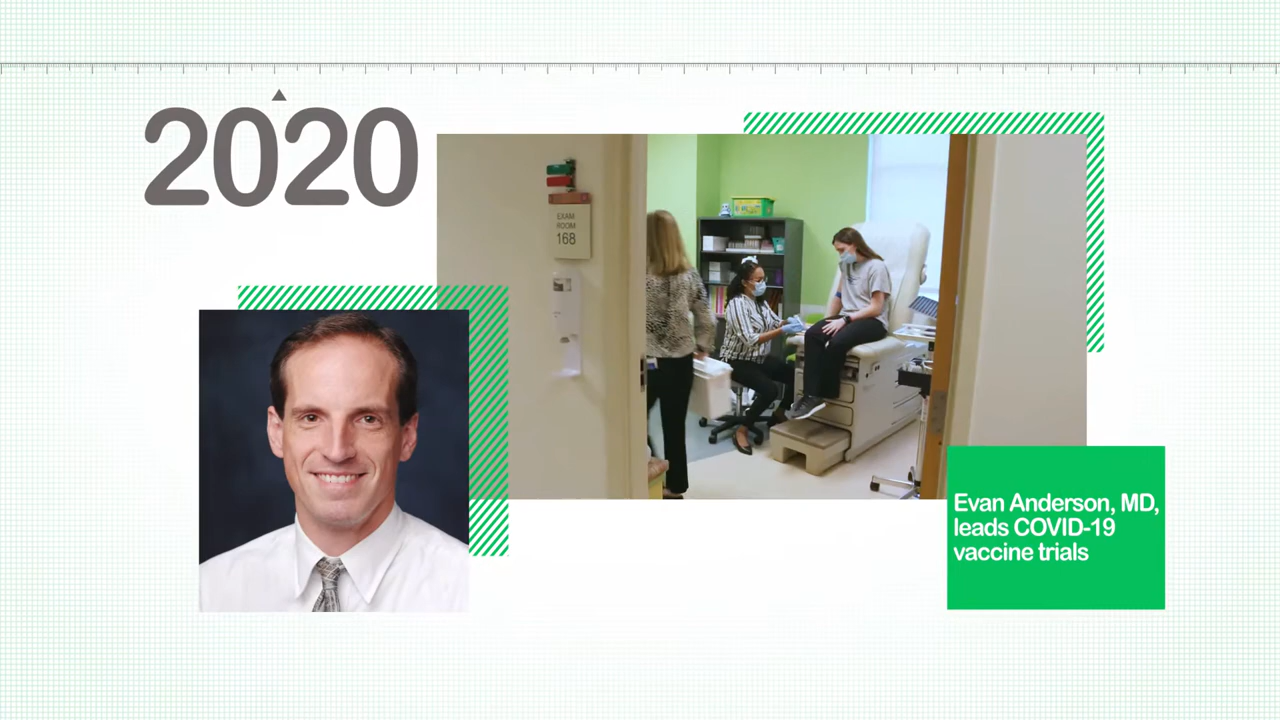 2020
EXAM
ROOM
168
Evan Anderson, MD,
leads COVID-19
vaccine trials